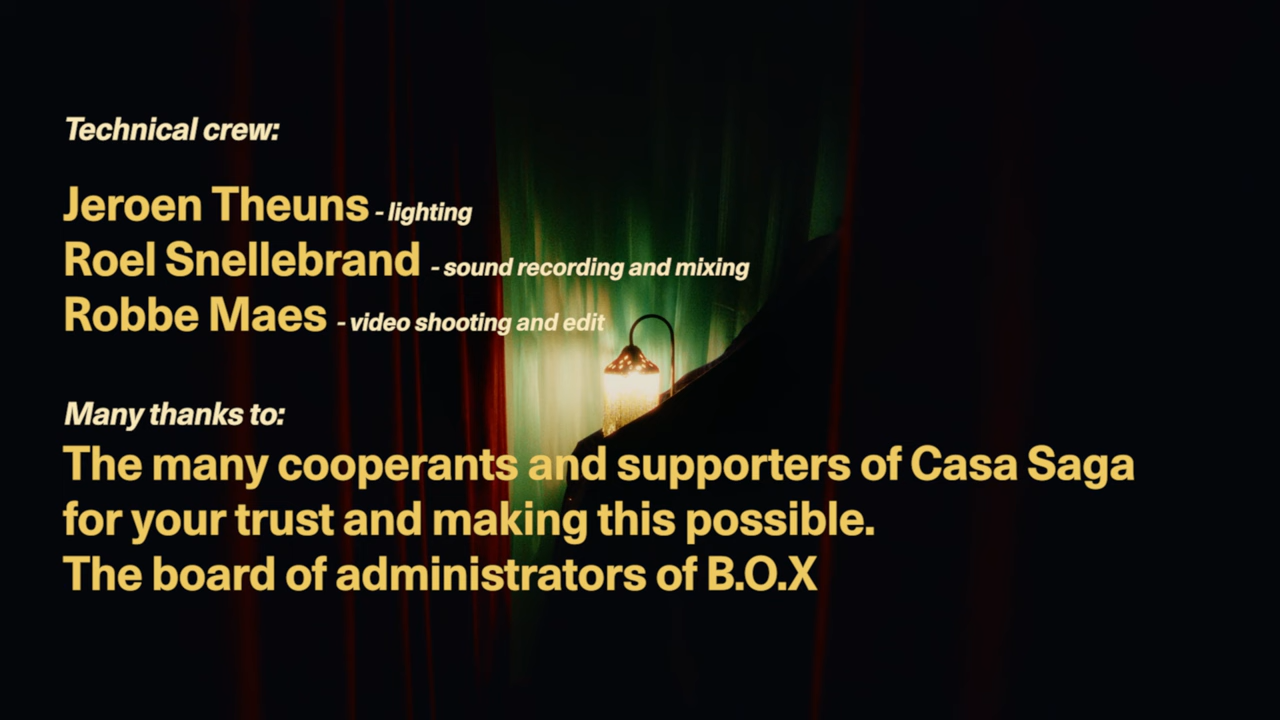 Technical crew:
Jeroen Theuns - lighting
Roel Snellebrand - sound recording and mixing
Robbe Maes - video shooting and edit
Many thanks to:
The many cooperants and supporters of Casa Saga
for your trust and making this possible.
The board of administrators of B.O.X